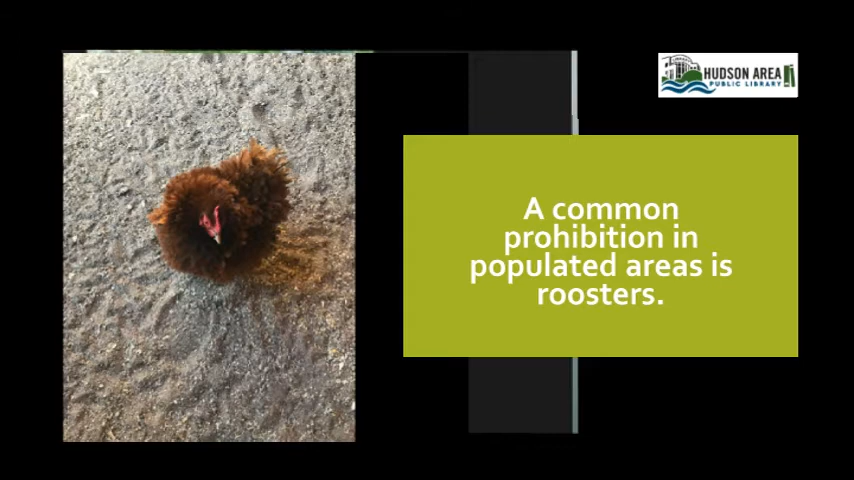 HUDSON AREA
PUBLIC LIBRARY
A common
prohibition in
populated areas is
roosters.